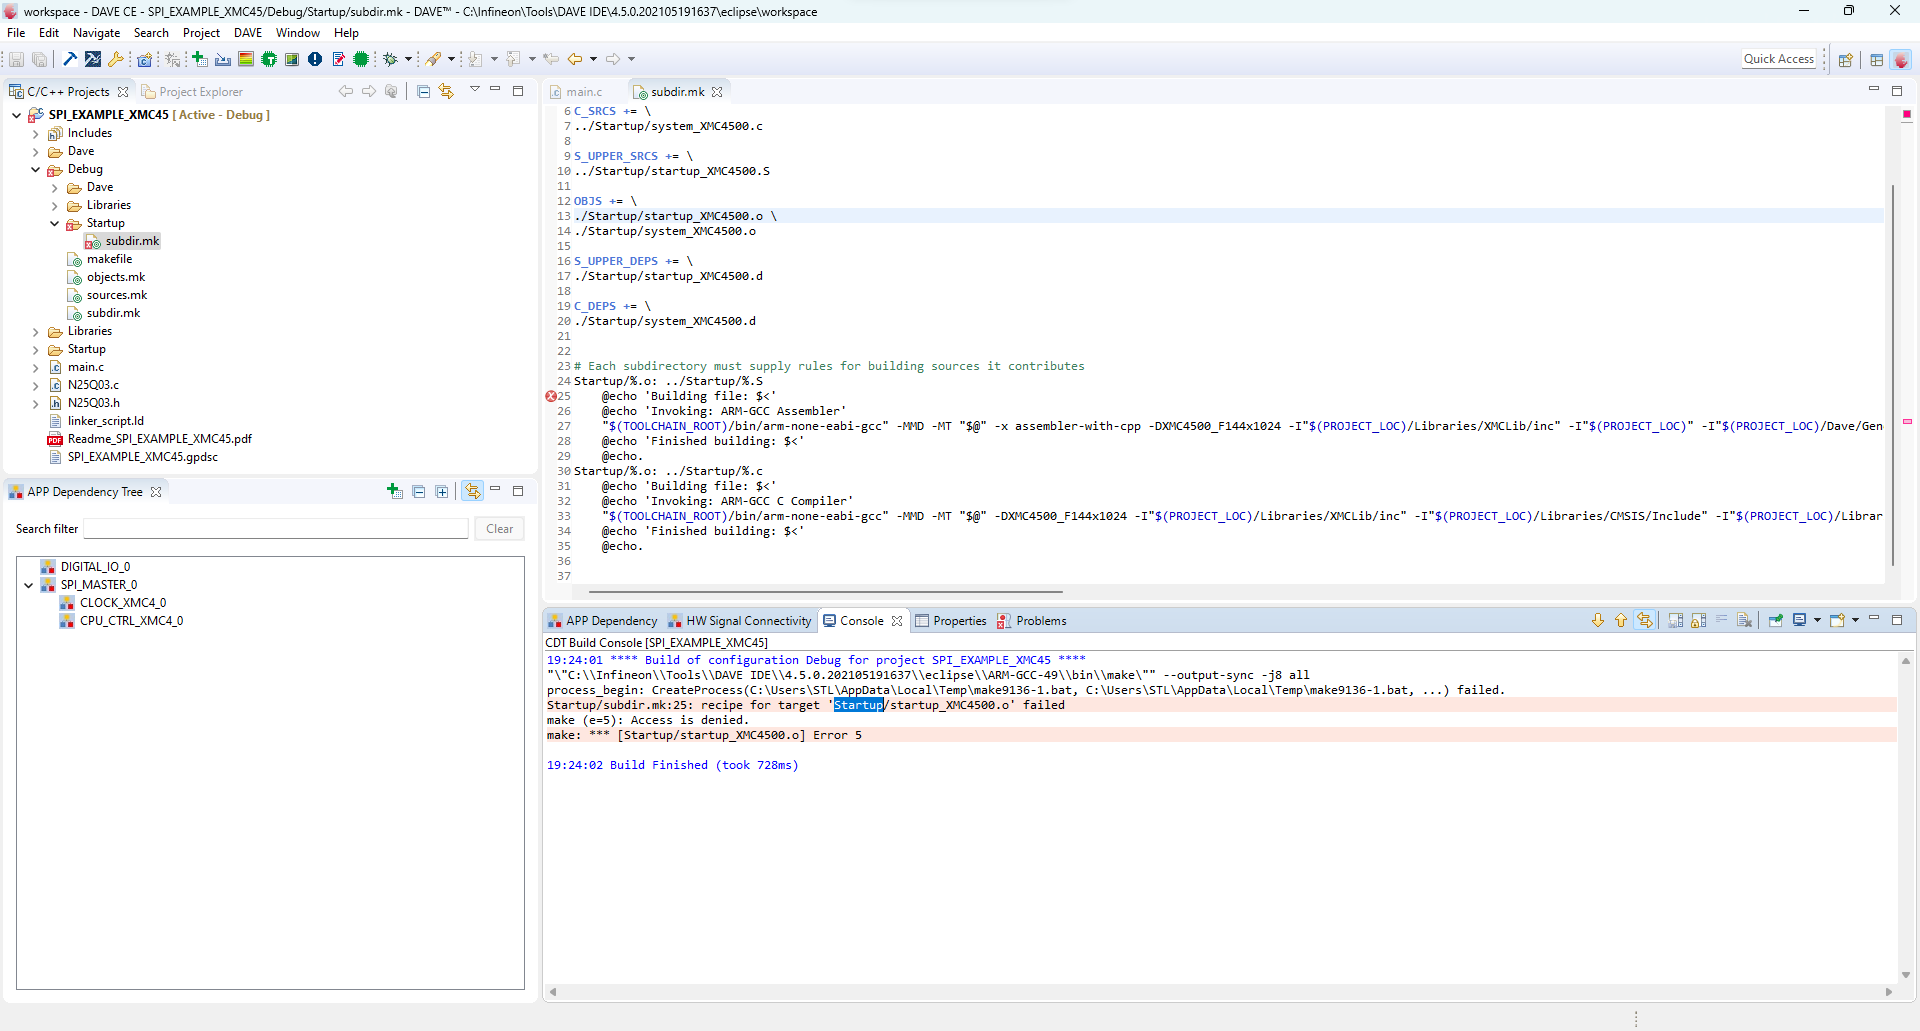 workspace - DAVE CE - SPI_EXAMPLE_XMC45/Debug/Startup/subdir.mk - DAVE™ - C:\Infineon\Tools\DAVE IDE\4.5.0.202105191637\eclipse\workspace
File Edit Navigate Search Project DAVE Window Help
Quick Access
C/C++ Projects Project Explorer
SPI_EXAMPLE_XMC45 [ Active - Debug ]
Includes
Dave
Debug
Dave
Libraries
Startup
subdir.mk
makefile
objects.mk
sources.mk
subdir.mk
Libraries
Startup
main.c
N25Q03.c
N25Q03.h
linker_script.ld
Readme_SPI_EXAMPLE_XMC45.pdf
SPI_EXAMPLE_XMC45.gpdsc
APP Dependency Tree
Search filter Clear
DIGITAL_IO_0
SPI_MASTER_0
CLOCK_XMC4_0
CPU_CTRL_XMC4_0
main.c subdir.mk
6 C_SRCS += \
7 ../Startup/system_XMC4500.c
8
9 S_UPPER_SRCS += \
10 ../Startup/startup_XMC4500.S
11
12 OBJS += \
13 ./Startup/startup_XMC4500.o \
14 ./Startup/system_XMC4500.o
15
16 S_UPPER_DEPS += \
17 ./Startup/startup_XMC4500.d
18
19 C_DEPS += \
20 ./Startup/system_XMC4500.d
21
22
23 # Each subdirectory must supply rules for building sources it contributes
24 Startup/%.o: ../Startup/%.S
25 @echo 'Building file: $<'
26 @echo 'Invoking: ARM-GCC Assembler'
27 "$(TOOLCHAIN_ROOT)/bin/arm-none-eabi-gcc" -MMD -MT "$@" -x assembler-with-cpp -DXMC4500_F144x1024 -I"$(PROJECT_LOC)/Libraries/XMCLib/inc" -I"$(PROJECT_LOC)" -I"$(PROJECT_LOC)/Dave/Gen
28 @echo 'Finished building: $<'
29 @echo.
30 Startup/%.o: ../Startup/%.c
31 @echo 'Building file: $<'
32 @echo 'Invoking: ARM-GCC C Compiler'
33 "$(TOOLCHAIN_ROOT)/bin/arm-none-eabi-gcc" -MMD -MT "$@" -DXMC4500_F144x1024 -I"$(PROJECT_LOC)/Libraries/XMCLib/inc" -I"$(PROJECT_LOC)/Libraries/CMSIS/Include" -I"$(PROJECT_LOC)/Librar
34 @echo 'Finished building: $<'
35 @echo.
36
37
APP Dependency HW Signal Connectivity Console Properties Problems
CDT Build Console [SPI_EXAMPLE_XMC45]
19:24:01 **** Build of configuration Debug for project SPI_EXAMPLE_XMC45 ****
"\"C:\\Infineon\\Tools\\DAVE IDE\\4.5.0.202105191637\\eclipse\\ARM-GCC-49\\bin\\make\"" --output-sync -j8 all
process_begin: CreateProcess(C:\Users\STL\AppData\Local\Temp\make9136-1.bat, C:\Users\STL\AppData\Local\Temp\make9136-1.bat, ...) failed.
Startup/subdir.mk:25: recipe for target 'Startup/startup_XMC4500.o' failed
make (e=5): Access is denied.
make: *** [Startup/startup_XMC4500.o] Error 5
19:24:02 Build Finished (took 728ms)